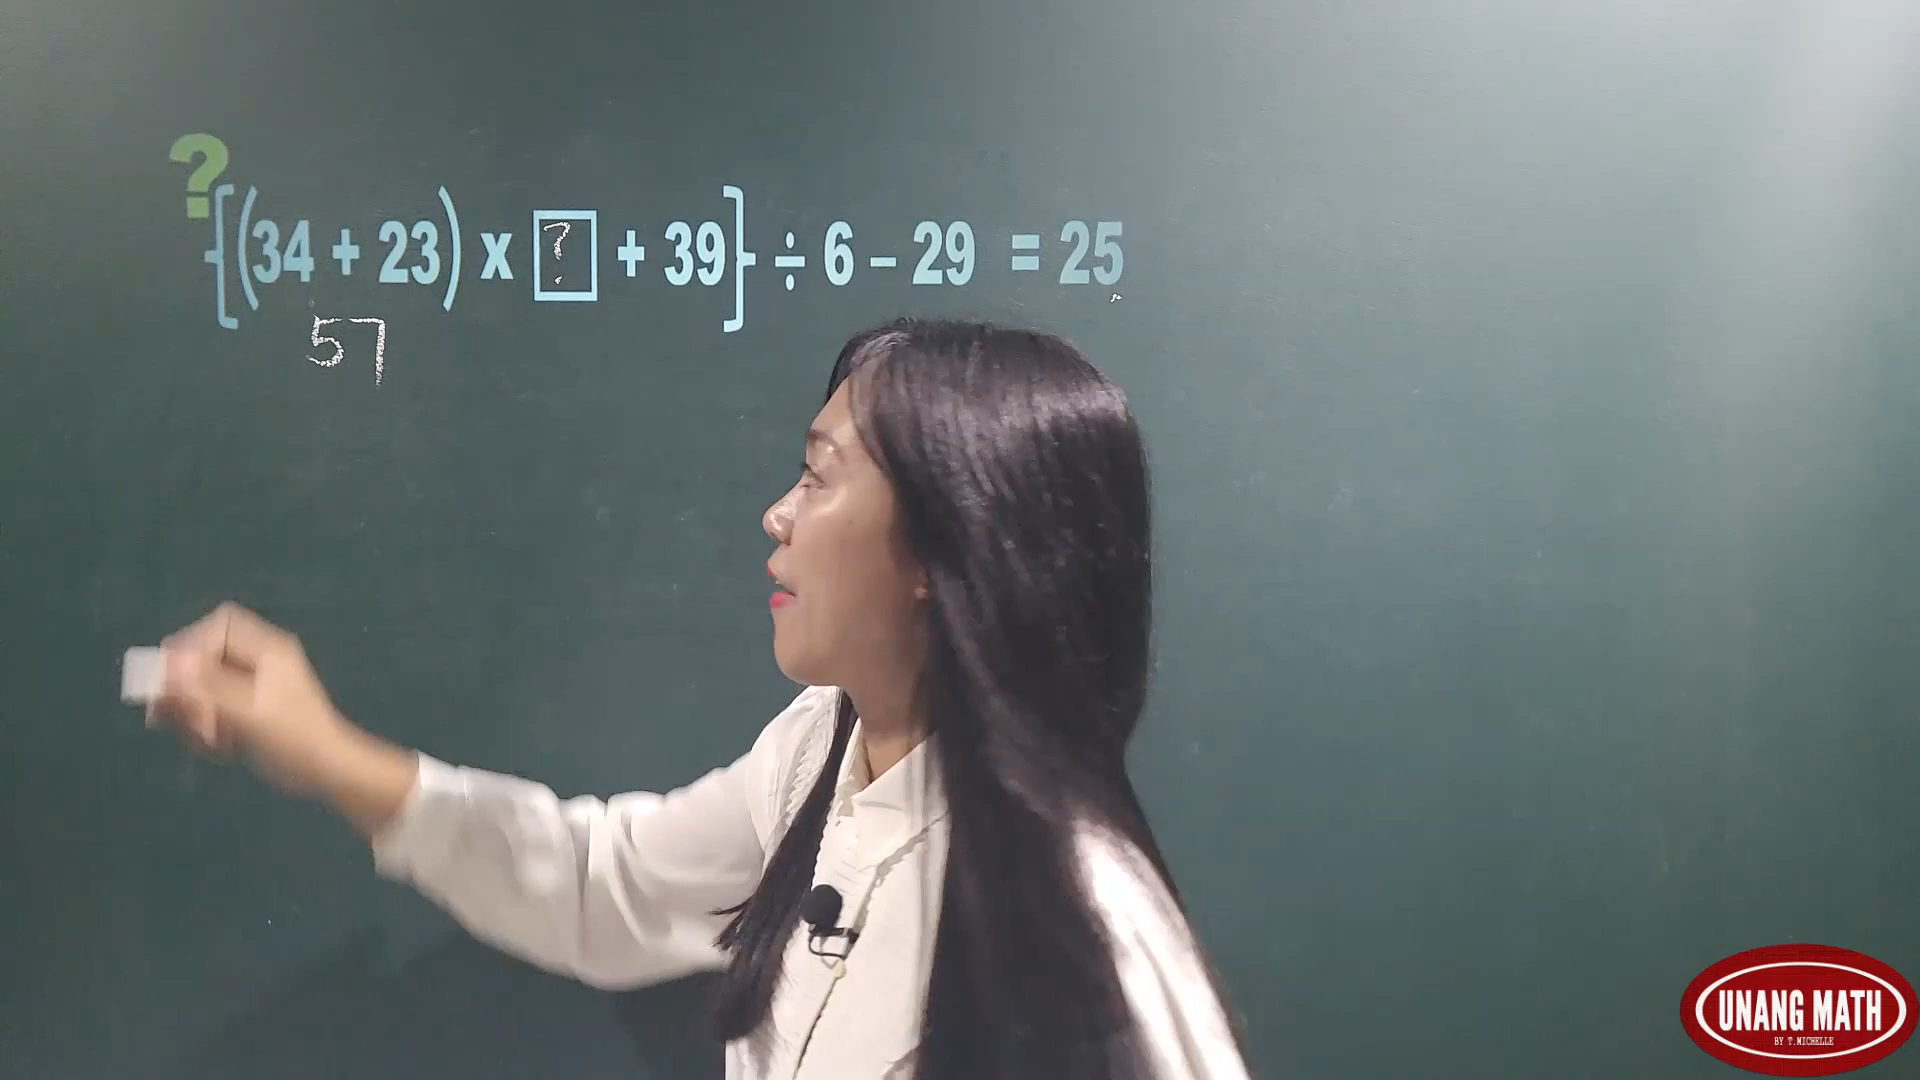 ?
{(34 + 23) x ? + 39} ÷ 6 – 29 = 25
57
UNANG MATH
BY T.MICHELLE